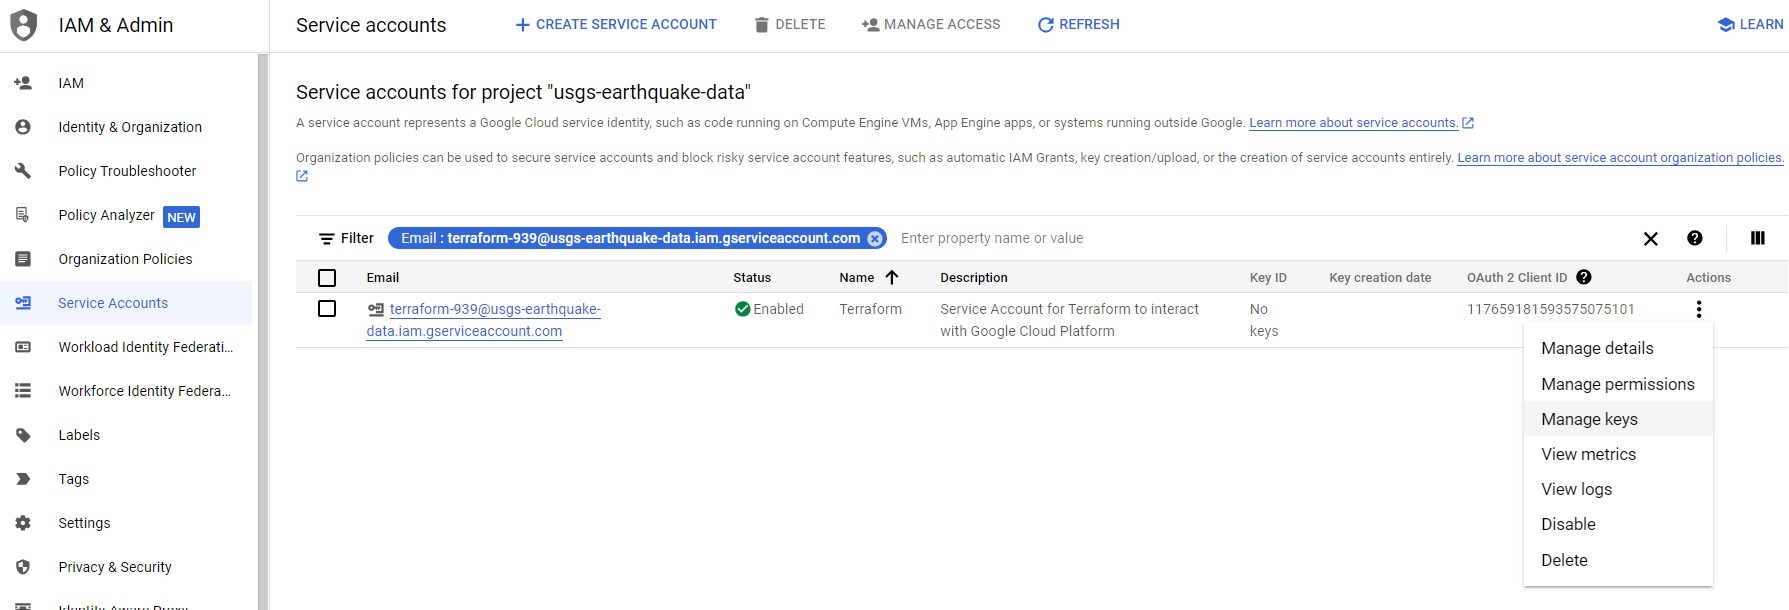 IAM & Admin
Service accounts
CREATE SERVICE ACCOUNT
DELETE
MANAGE ACCESS
REFRESH
LEARN
IAM
Identity & Organization
Policy Troubleshooter
Policy Analyzer NEW
Organization Policies
Service Accounts
Workload Identity Federati...
Workforce Identity Federa...
Labels
Tags
Settings
Privacy & Security
Identity-Aware Proxy
Service accounts for project "usgs-earthquake-data"
A service account represents a Google Cloud service identity, such as code running on Compute Engine VMs, App Engine apps, or systems running outside Google. Learn more about service accounts.
Organization policies can be used to secure service accounts and block risky service account features, such as automatic IAM Grants, key creation/upload, or the creation of service accounts entirely. Learn more about service account organization policies.
Filter Email : terraform-939@usgs-earthquake-data.iam.gserviceaccount.com Enter property name or value
Email Status Name Description Key ID Key creation date OAuth 2 Client ID Actions
terraform-939@usgs-earthquake- Enabled Terraform Service Account for Terraform to interact No 117659181593575075101
data.iam.gserviceaccount.com with Google Cloud Platform keys
Manage details
Manage permissions
Manage keys
View metrics
View logs
Disable
Delete